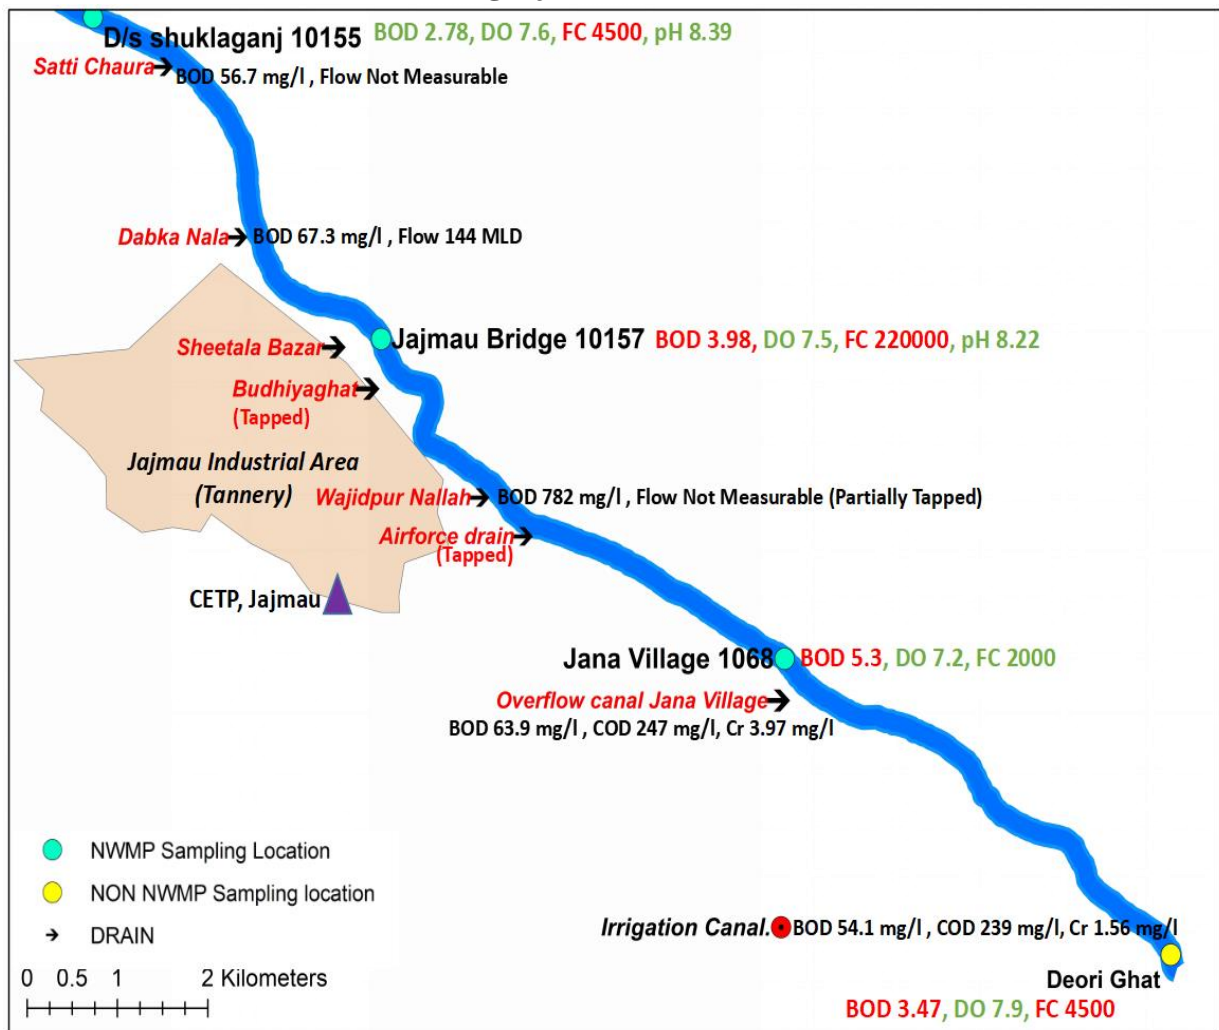 D/s shuklaganj 10155 BOD 2.78, DO 7.6, FC 4500, pH 8.39
Satti Chaura BOD 56.7 mg/l , Flow Not Measurable
Dabka Nala BOD 67.3 mg/l , Flow 144 MLD
Jajmau Bridge 10157 BOD 3.98, DO 7.5, FC 220000, pH 8.22
Sheetala Bazar
Budhiyaghat
(Tapped)
Jajmau Industrial Area
(Tannery)
Wajidpur Nallah BOD 782 mg/l , Flow Not Measurable (Partially Tapped)
Airforce drain
(Tapped)
CETP, Jajmau
Jana Village 1068 BOD 5.3, DO 7.2, FC 2000
Overflow canal Jana Village
BOD 63.9 mg/l , COD 247 mg/l, Cr 3.97 mg/l
NWMP Sampling Location
NON NWMP Sampling location
DRAIN
0 0.5 1 2 Kilometers
Irrigation Canal. BOD 54.1 mg/l , COD 239 mg/l, Cr 1.56 mg/l
Deori Ghat
BOD 3.47, DO 7.9, FC 4500